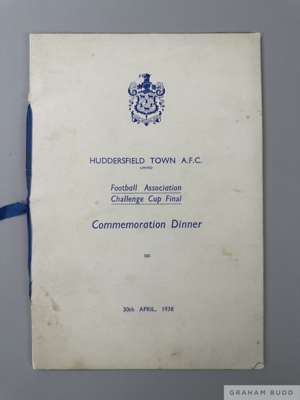 HUDDERSFIELD TOWN A.F.C.
LIMITED
Football Association
Challenge Cup Final
Commemoration Dinner
30th APRIL, 1938
GRAHAM BUDD